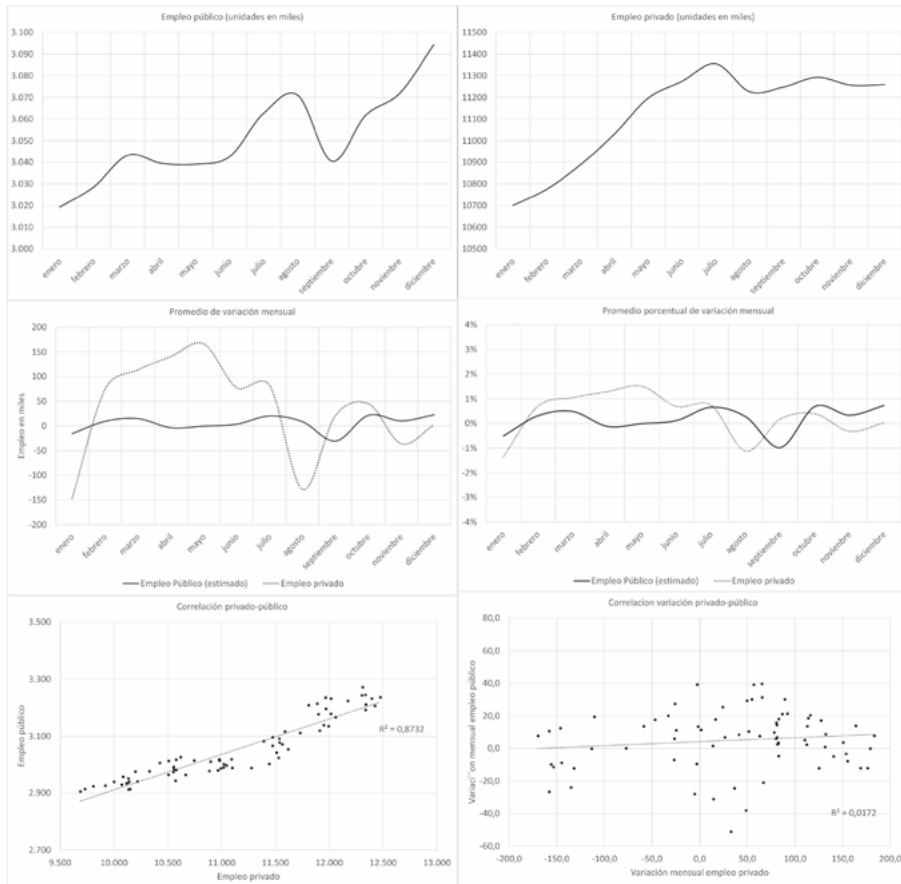 Empleo público (unidades en miles)
3.100
3.090
3.080
3.070
3.060
3.050
3.040
3.030
3.020
3.010
3.000
enero
febrero
marzo
abril
mayo
junio
julio
agosto
septiembre
octubre
noviembre
diciembre
Empleo privado (unidades en miles)
11500
11400
11300
11200
11100
11000
10900
10800
10700
10600
10500
enero
febrero
marzo
abril
mayo
junio
julio
agosto
septiembre
octubre
noviembre
diciembre
Promedio de variación mensual
Empleo en miles
200
150
100
50
0
-50
-100
-150
-200
enero
febrero
marzo
abril
mayo
junio
julio
agosto
septiembre
octubre
noviembre
diciembre
Empleo Público (estimado)
Empleo privado
Promedio porcentual de variación mensual
4%
3%
2%
1%
0%
-1%
-2%
-3%
-4%
enero
febrero
marzo
abril
mayo
junio
julio
agosto
septiembre
octubre
noviembre
diciembre
Empleo Público (estimado)
Empleo privado
Correlación privado-público
Empleo público
3.500
3.300
3.100
2.900
2.700
R² = 0,8732
9.500
10.000
10.500
11.000
11.500
12.000
12.500
13.000
Empleo privado
Correlacion variación privado-público
mensual empleo público
80,0
60,0
40,0
20,0
0,0
-20,0
-40,0
-60,0
R² = 0,0172
-200,0
-150,0
-100,0
-50,0
0,0
50,0
100,0
150,0
200,0
Variación mensual empleo privado